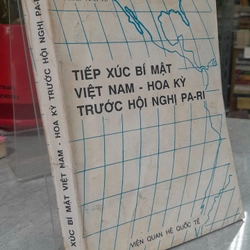 TIẾP XÚC BÍ MẬT
VIỆT NAM - HOA KỲ
TRƯỚC HỘI NGHỊ PA-RI
VIỆN QUAN HỆ QUỐC TẾ
XÚC BÍ MẬT VIỆT NAM - HOA KỲ TRƯỚC HỘI NGHỊ PA-RI